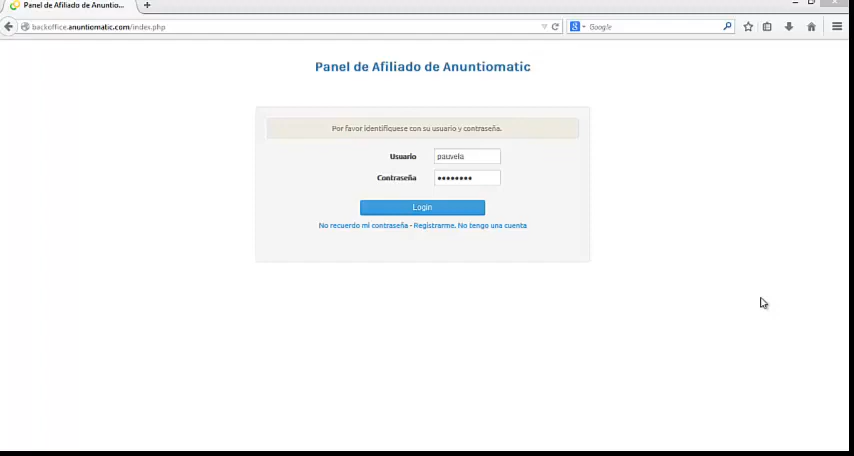 Panel de Afiliado de Anuntio...
backoffice.anuntiomatic.com/index.php
Google
Panel de Afiliado de Anuntiomatic
Por favor identifíquese con su usuario y contraseña.
Usuario pauvela
Contraseña ••••••••
Login
No recuerdo mi contraseña - Registrarme. No tengo una cuenta